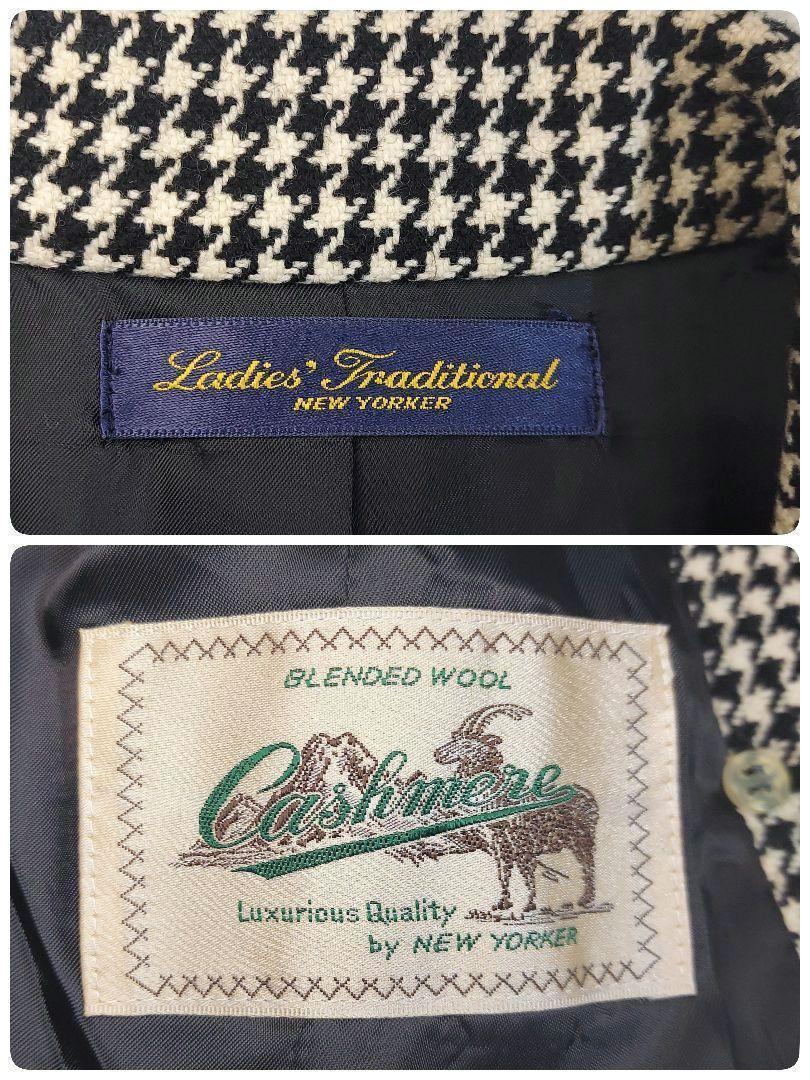 Ladies' Traditional
NEW YORKER
BLENDED WOOL
Cashmere
Luxurious Quality
by NEW YORKER